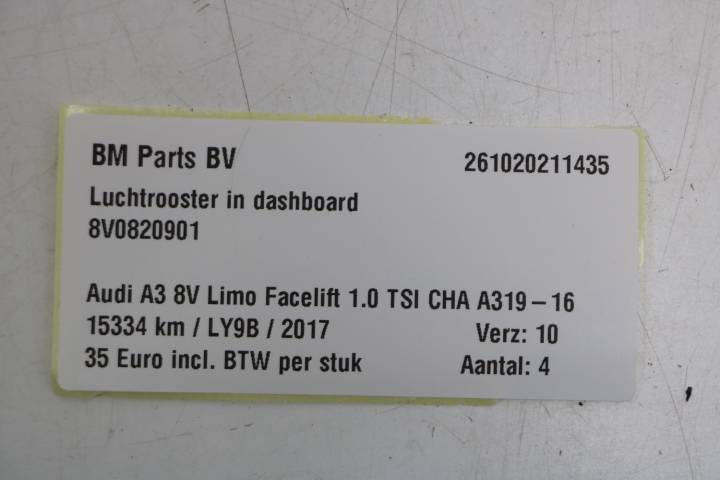 BM Parts BV 261020211435
Luchtrooster in dashboard
8V0820901
Audi A3 8V Limo Facelift 1.0 TSI CHA A319-16
15334 km / LY9B / 2017 Verz: 10
35 Euro incl. BTW per stuk Aantal: 4